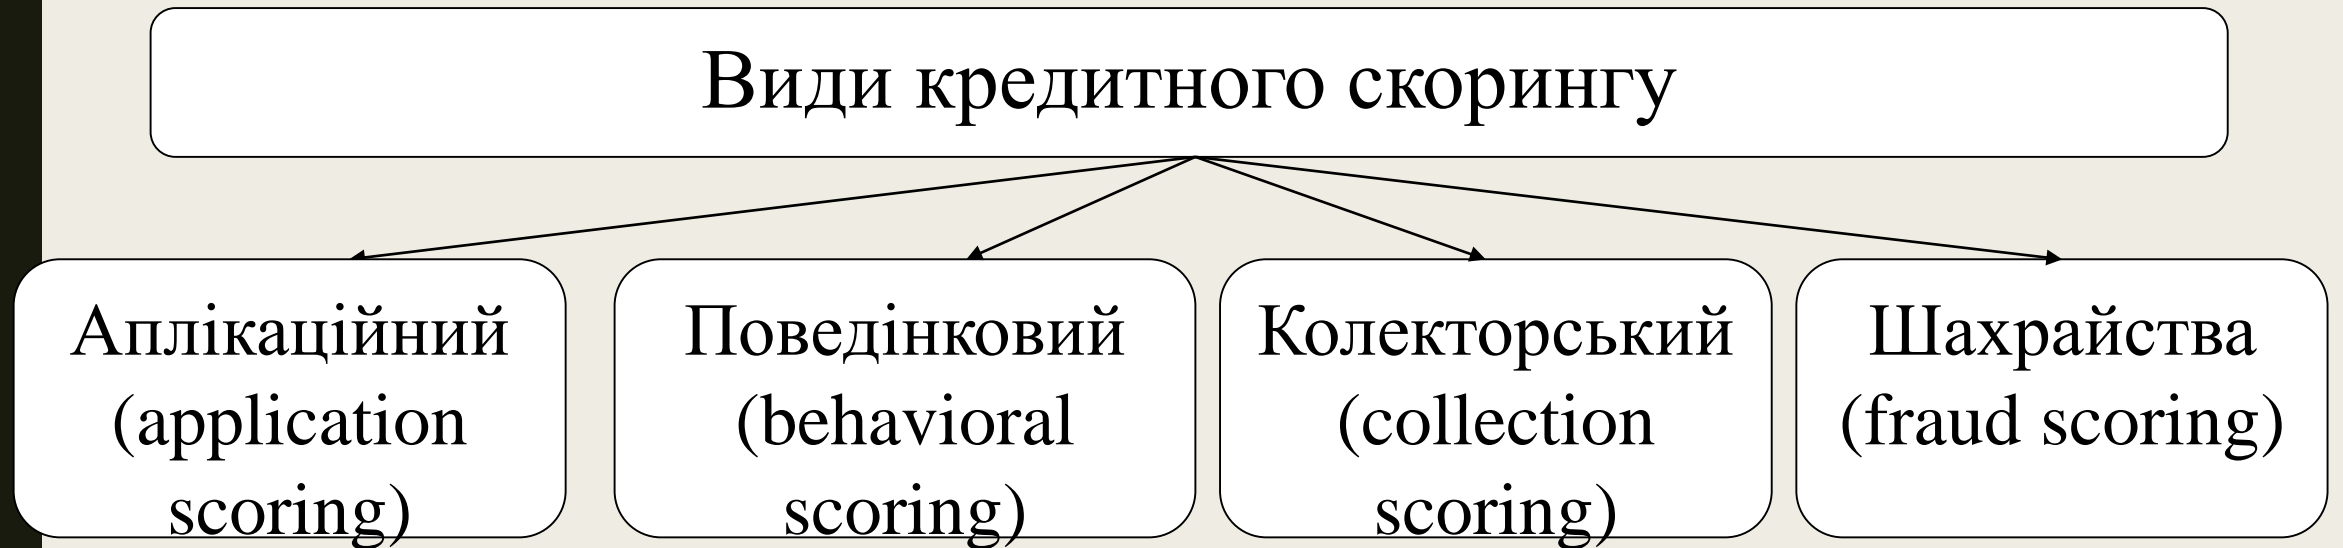 Види кредитного скорингу
Аплікаційний
(application
scoring)
Поведінковий
(behavioral
scoring)
Колекторський
(collection
scoring)
Шахрайства
(fraud scoring)